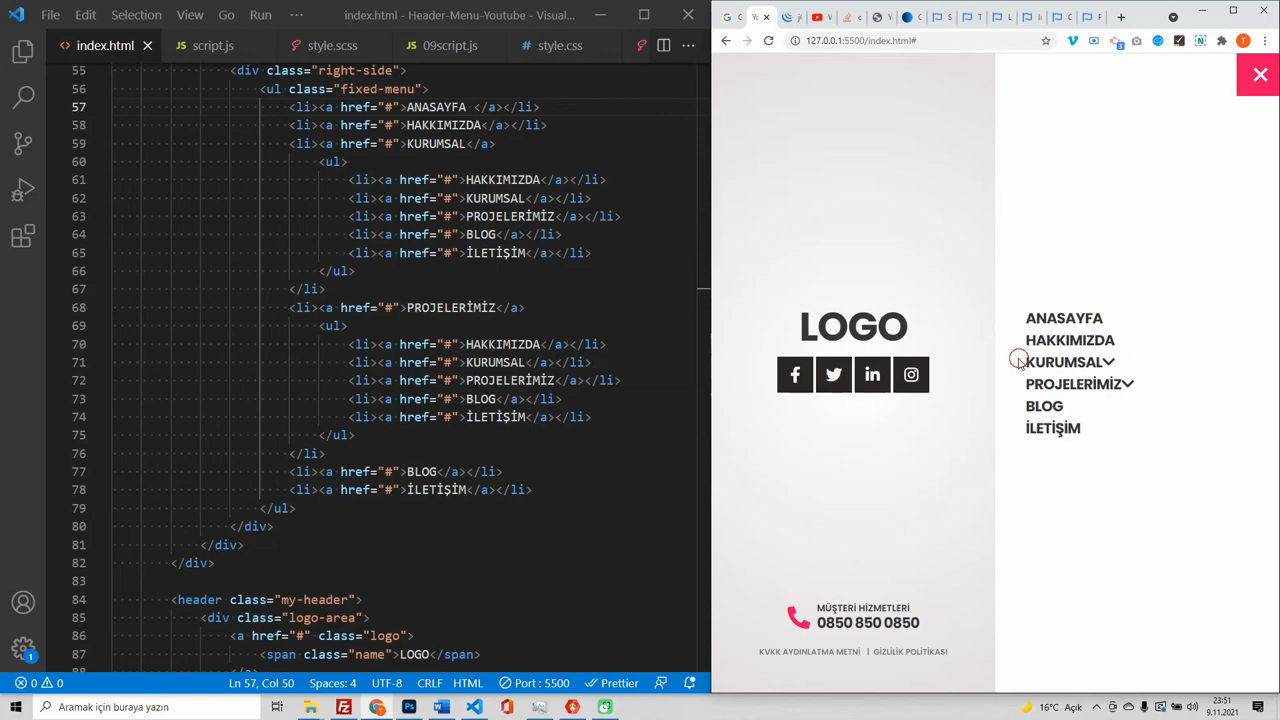 File Edit Selection View Go Run ··· index.html - Header-Menu-Youtube - Visual...
index.html script.js style.scss 09script.js style.css
55 <div class="right-side">
56 <ul class="fixed-menu">
57 <li><a href="#">ANASAYFA </a></li>
58 <li><a href="#">HAKKIMIZDA</a></li>
59 <li><a href="#">KURUMSAL</a>
60 <ul>
61 <li><a href="#">HAKKIMIZDA</a></li>
62 <li><a href="#">KURUMSAL</a></li>
63 <li><a href="#">PROJELERİMİZ</a></li>
64 <li><a href="#">BLOG</a></li>
65 <li><a href="#">İLETİŞİM</a></li>
66 </ul>
67 </li>
68 <li><a href="#">PROJELERİMİZ</a>
69 <ul>
70 <li><a href="#">HAKKIMIZDA</a></li>
71 <li><a href="#">KURUMSAL</a></li>
72 <li><a href="#">PROJELERİMİZ</a></li>
73 <li><a href="#">BLOG</a></li>
74 <li><a href="#">İLETİŞİM</a></li>
75 </ul>
76 </li>
77 <li><a href="#">BLOG</a></li>
78 <li><a href="#">İLETİŞİM</a></li>
79 </ul>
80 </div>
81 </div>
82 </div>
83
84 <header class="my-header">
85 <div class="logo-area">
86 <a href="#" class="logo">
87 <span class="name">LOGO</span>
0 0 Ln 57, Col 50 Spaces: 4 UTF-8 CRLF HTML Port : 5500 Prettier
1
127.0.0.1:5500/index.html#
3
T
LOGO
MÜŞTERİ HİZMETLERİ
0850 850 0850
KVKK AYDINLATMA METNİ | GİZLİLİK POLİTİKASI
ANASAYFA
HAKKIMIZDA
KURUMSAL
PROJELERİMİZ
BLOG
İLETİŞİM
Aramak için buraya yazın
16°C Açık
23:51
9.11.2021